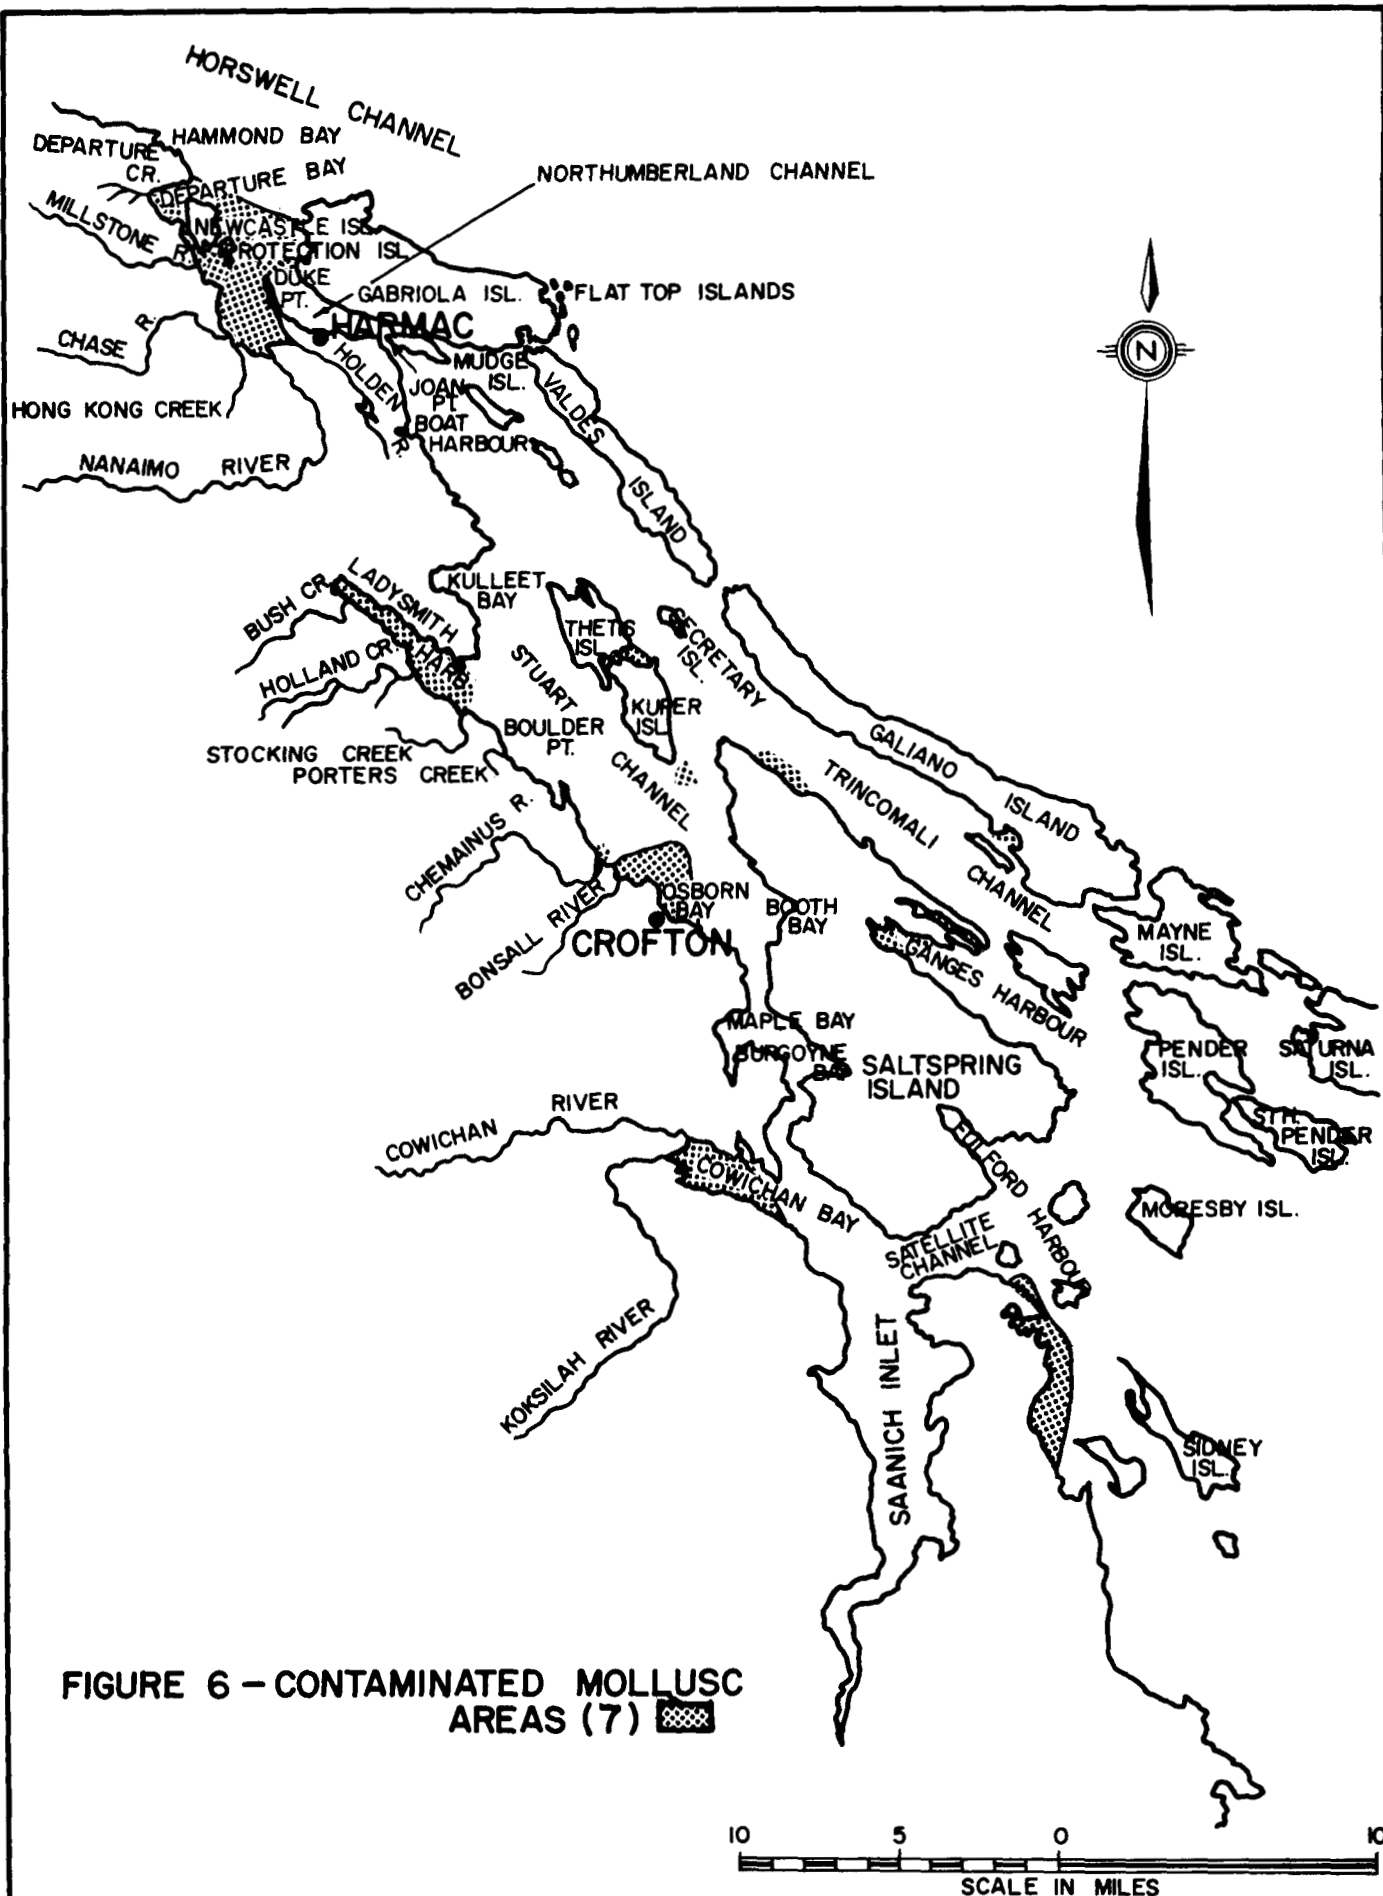 HORSWELL CHANNEL
HAMMOND BAY
DEPARTURE
CR.
DEPARTURE BAY
NORTHUMBERLAND CHANNEL
MILLSTONE R.
NEWCASTLE ISL.
PROTECTION ISL.
DUKE
PT.
GABRIOLA ISL.
FLAT TOP ISLANDS
HARMAC
CHASE R.
HOLDEN R.
MUDGE
ISL.
JOAN
PT.
VALDES ISLAND
HONG KONG CREEK
BOAT
HARBOUR
NANAIMO RIVER
N
LADYSMITH
HARB.
KULLEET
BAY
BUSH CR.
THETIS
ISL.
SECRETARY
ISL.
HOLLAND CR.
STUART CHANNEL
KUPER
ISL.
BOULDER
PT.
STOCKING CREEK
PORTERS CREEK
GALIANO ISLAND
TRINCOMALI CHANNEL
CHEMAINUS R.
OSBORN
BAY
BOOTH
BAY
BONSALL RIVER
CROFTON
GANGES HARBOUR
MAYNE
ISL.
MAPLE BAY
BURGOYNE
BAY
SALTSPRING
ISLAND
PENDER
ISL.
SATURNA
ISL.
COWICHAN RIVER
STH.
PENDER
ISL.
FULFORD HARBOUR
COWICHAN BAY
MORESBY ISL.
SATELLITE
CHANNEL
KOKSILAH RIVER
SAANICH INLET
SIDNEY
ISL.
FIGURE 6 – CONTAMINATED MOLLUSC
AREAS (7)
10 5 0 10
SCALE IN MILES